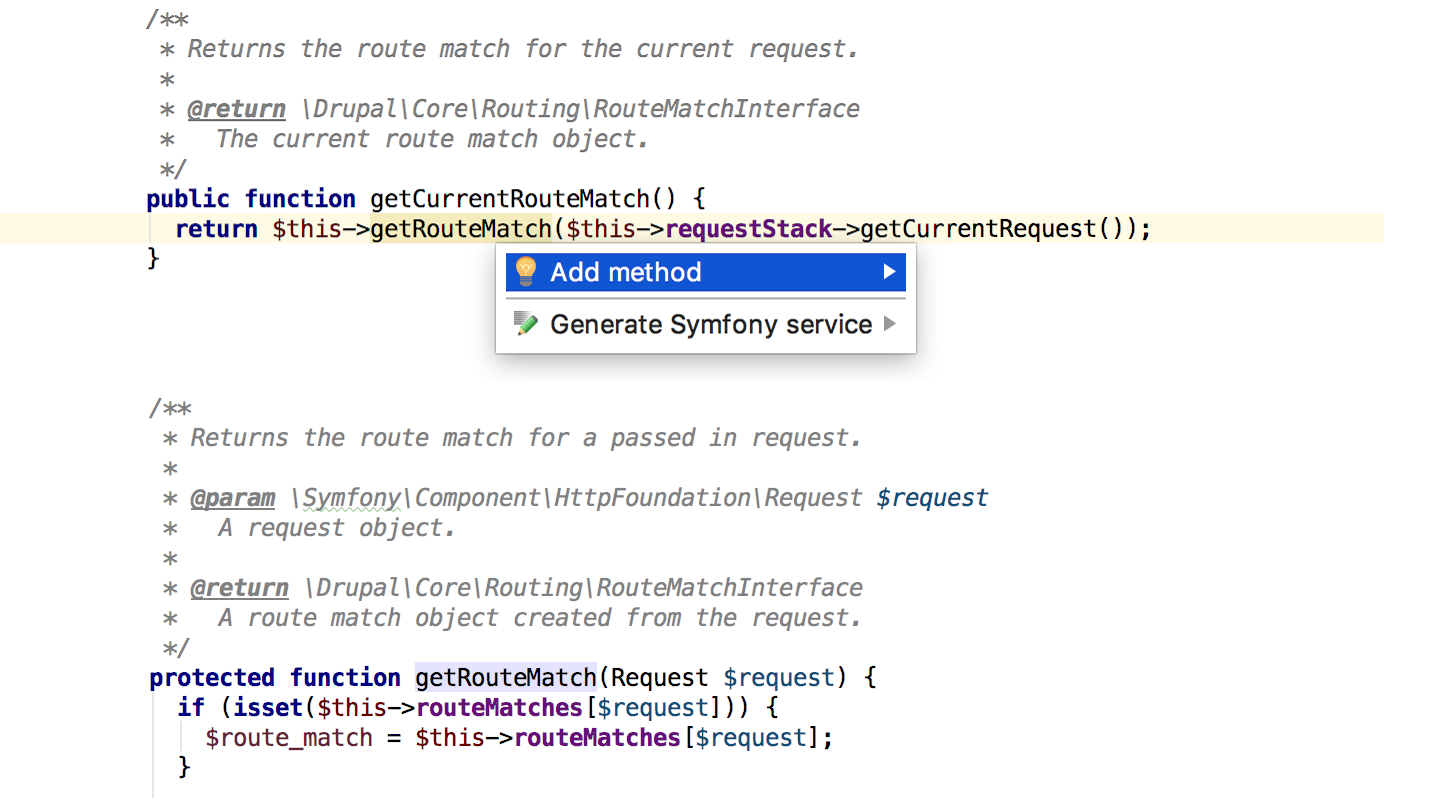 /**
* Returns the route match for the current request.
*
* @return \Drupal\Core\Routing\RouteMatchInterface
*   The current route match object.
*/
public function getCurrentRouteMatch() {
return $this->getRouteMatch($this->requestStack->getCurrentRequest());
}
Add method
Generate Symfony service
/**
* Returns the route match for a passed in request.
*
* @param \Symfony\Component\HttpFoundation\Request $request
*   A request object.
*
* @return \Drupal\Core\Routing\RouteMatchInterface
*   A route match object created from the request.
*/
protected function getRouteMatch(Request $request) {
if (isset($this->routeMatches[$request])) {
$route_match = $this->routeMatches[$request];
}